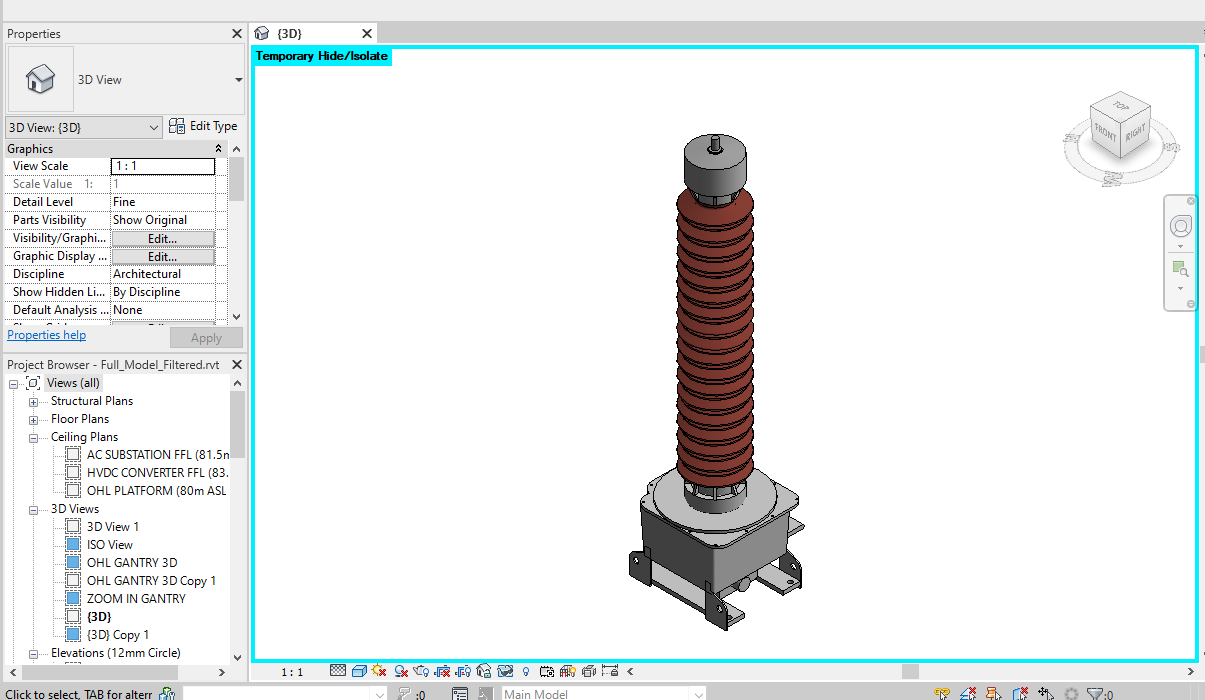 Properties
{3D}
Temporary Hide/Isolate
3D View
3D View: {3D}
Edit Type
Graphics
View Scale 1 : 1
Scale Value 1: 1
Detail Level Fine
Parts Visibility Show Original
Visibility/Graphi... Edit...
Graphic Display ... Edit...
Discipline Architectural
Show Hidden Li... By Discipline
Default Analysis ... None
Properties help
Apply
TOP
FRONT
RIGHT
Project Browser - Full_Model_Filtered.rvt
Views (all)
Structural Plans
Floor Plans
Ceiling Plans
AC SUBSTATION FFL (81.5m
HVDC CONVERTER FFL (83.
OHL PLATFORM (80m ASL
3D Views
3D View 1
ISO View
OHL GANTRY 3D
OHL GANTRY 3D Copy 1
ZOOM IN GANTRY
{3D}
{3D} Copy 1
Elevations (12mm Circle)
1 : 1
Click to select, TAB for altern
:0
Main Model
:0